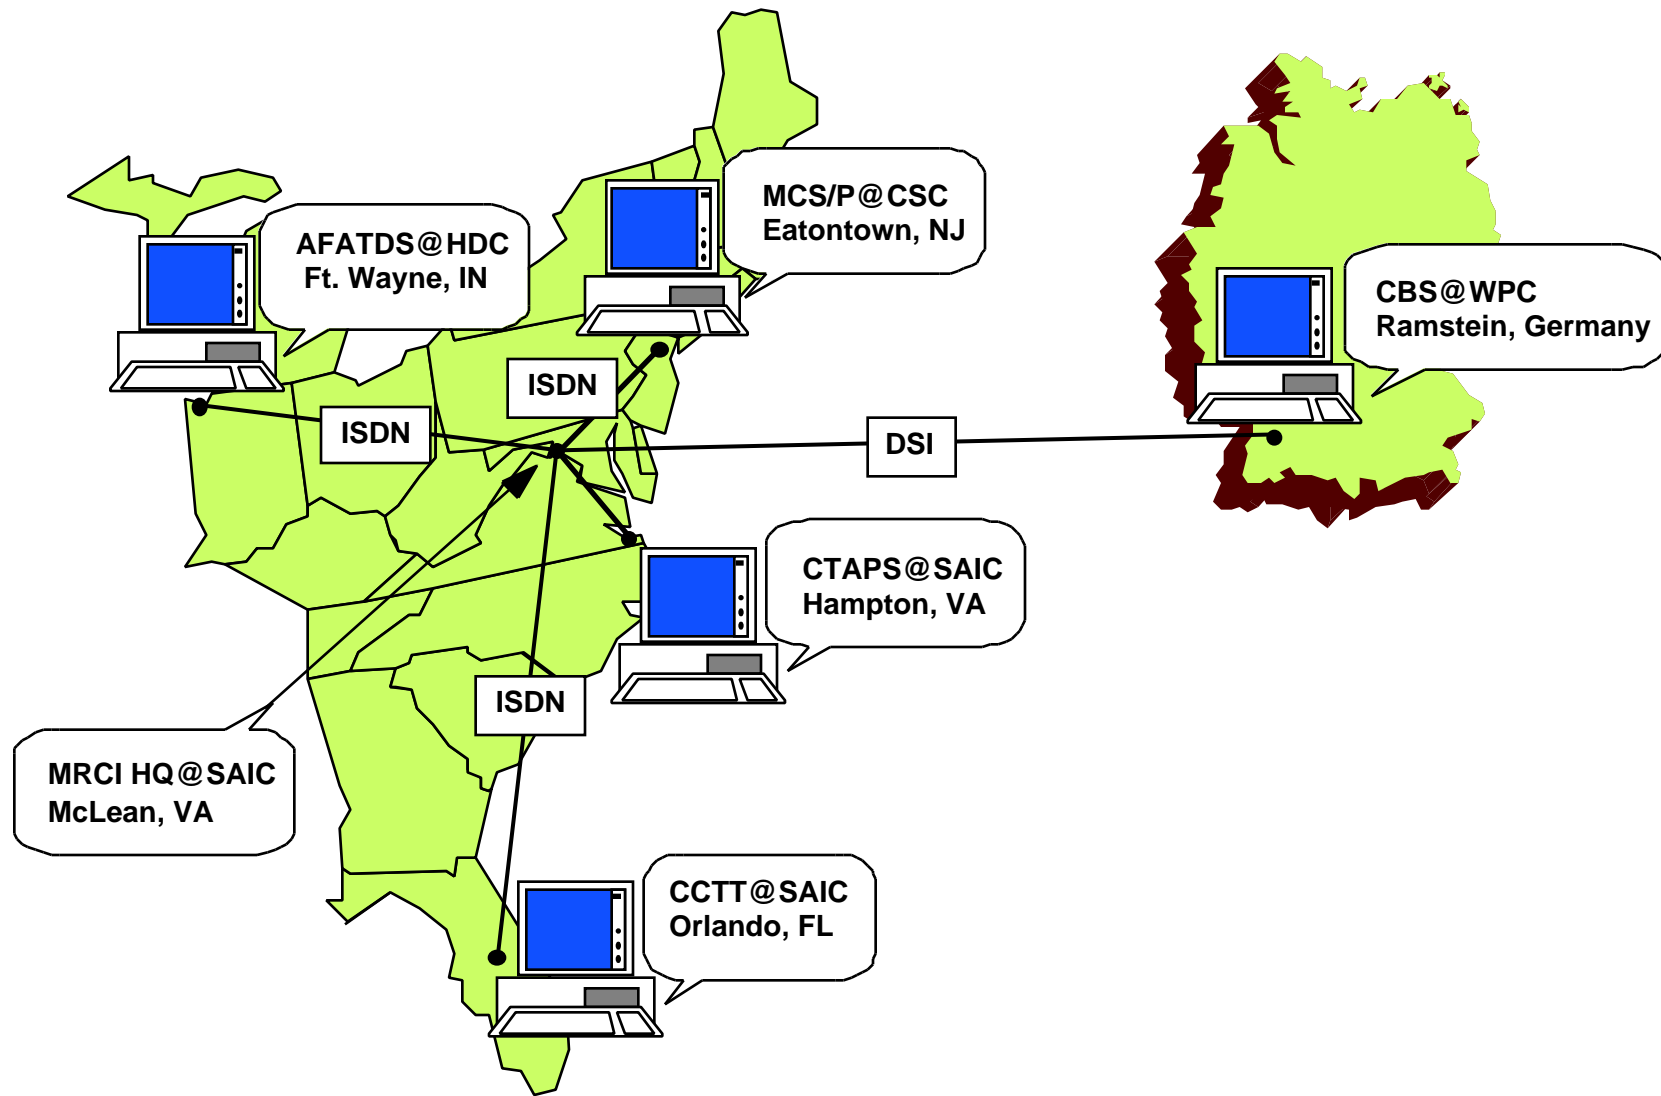 MCS/P@CSC
Eatontown, NJ
AFATDS@HDC
Ft. Wayne, IN
CBS@WPC
Ramstein, Germany
ISDN
ISDN
DSI
CTAPS@SAIC
Hampton, VA
ISDN
MRCI HQ@SAIC
McLean, VA
CCTT@SAIC
Orlando, FL